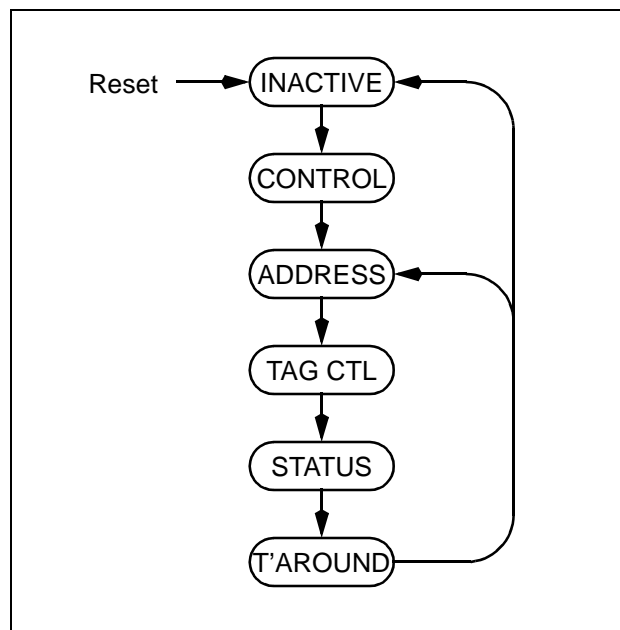 Reset
INACTIVE
CONTROL
ADDRESS
TAG CTL
STATUS
T’AROUND